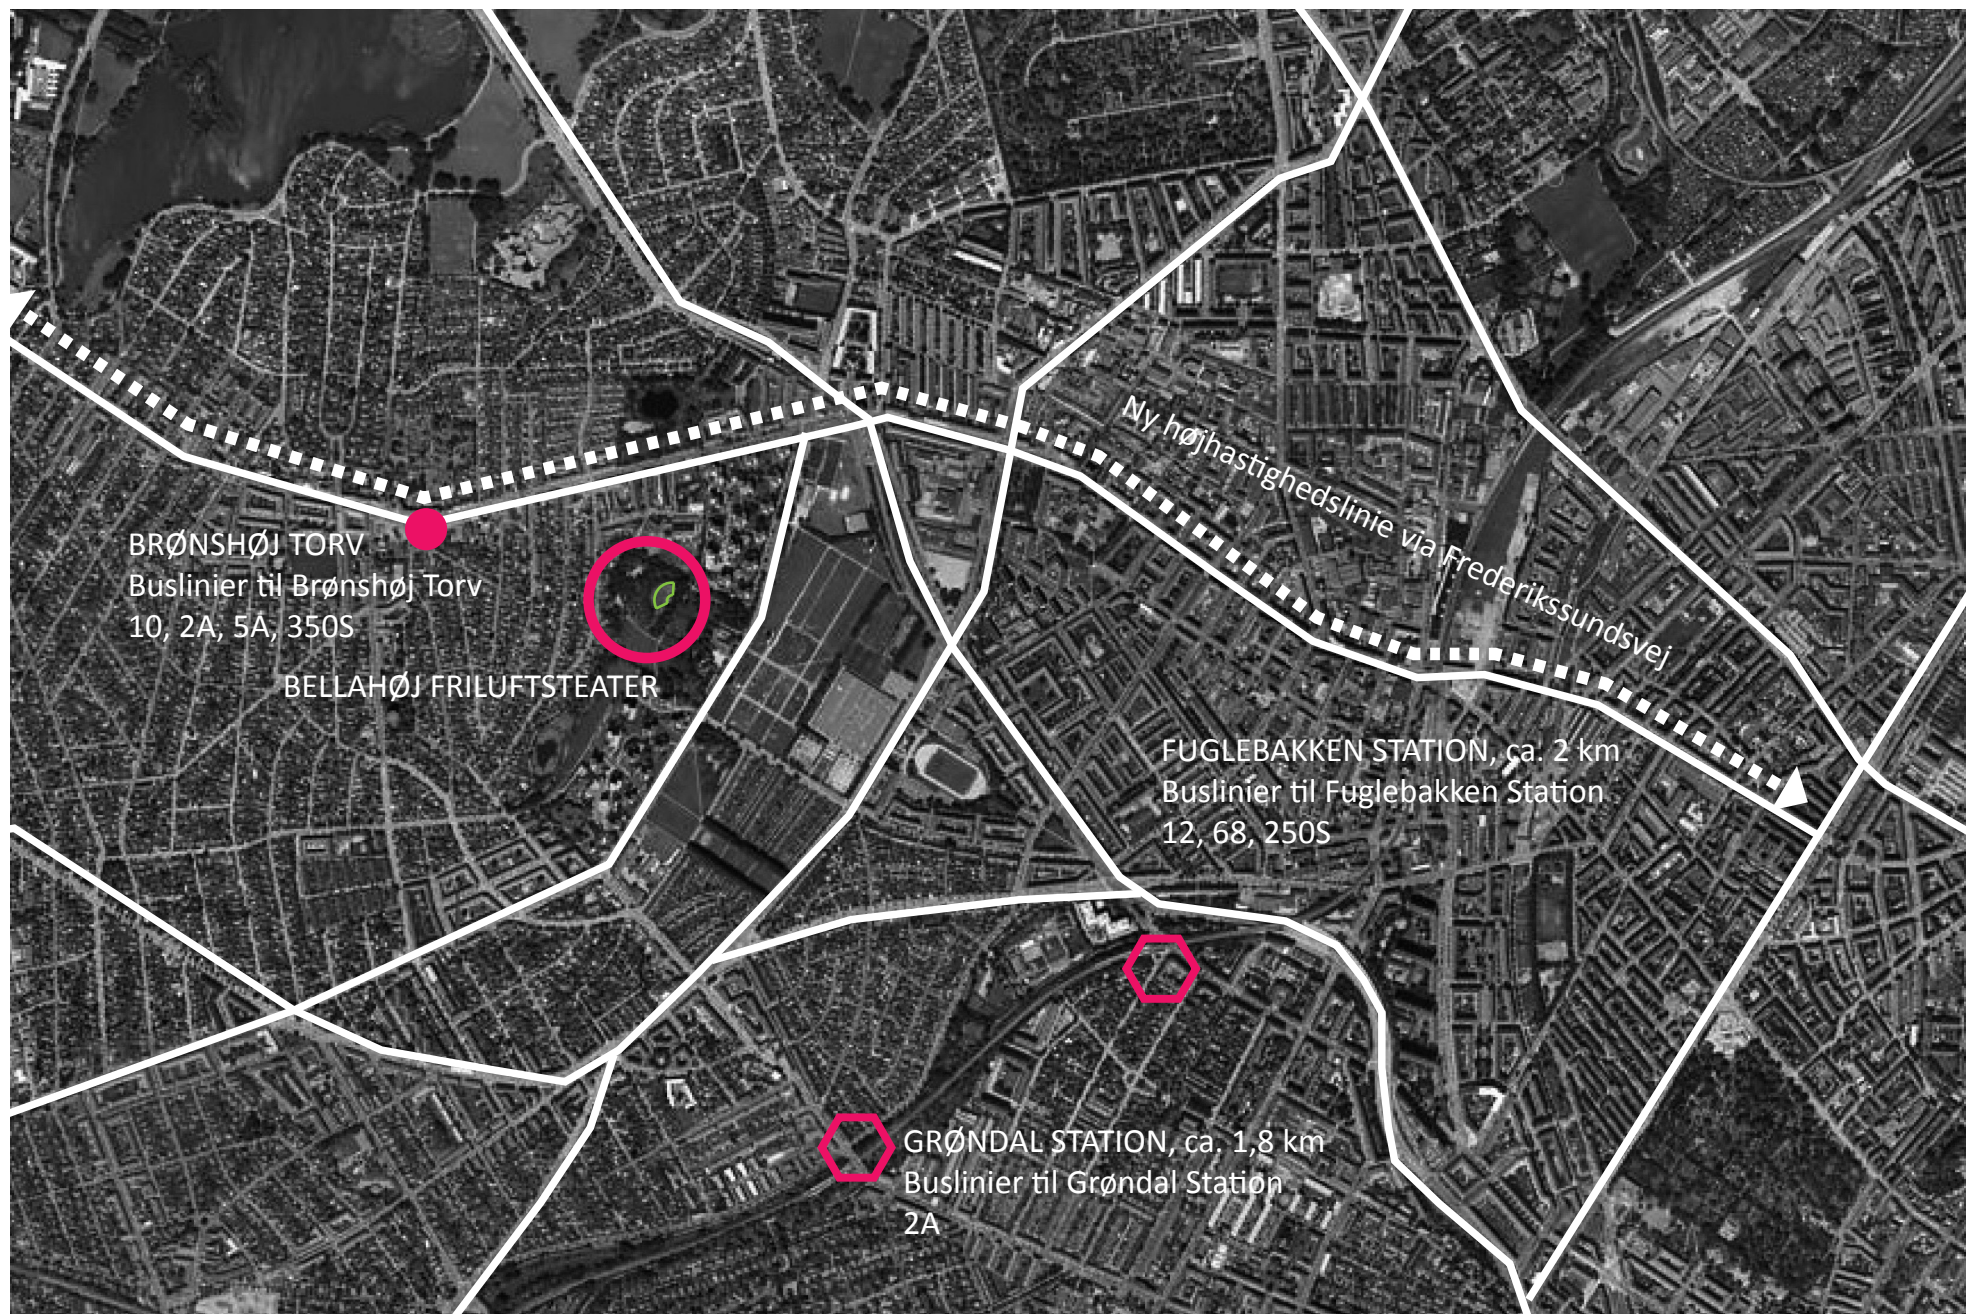 Ny højhastighedslinie via Frederikssundsvej
BRØNSHØJ TORV
Buslinier til Brønshøj Torv
10, 2A, 5A, 350S
BELLAHØJ FRILUFTSTEATER
FUGLEBAKKEN STATION, ca. 2 km
Buslinier til Fuglebakken Station
12, 68, 250S
GRØNDAL STATION, ca. 1,8 km
Buslinier til Grøndal Station
2A